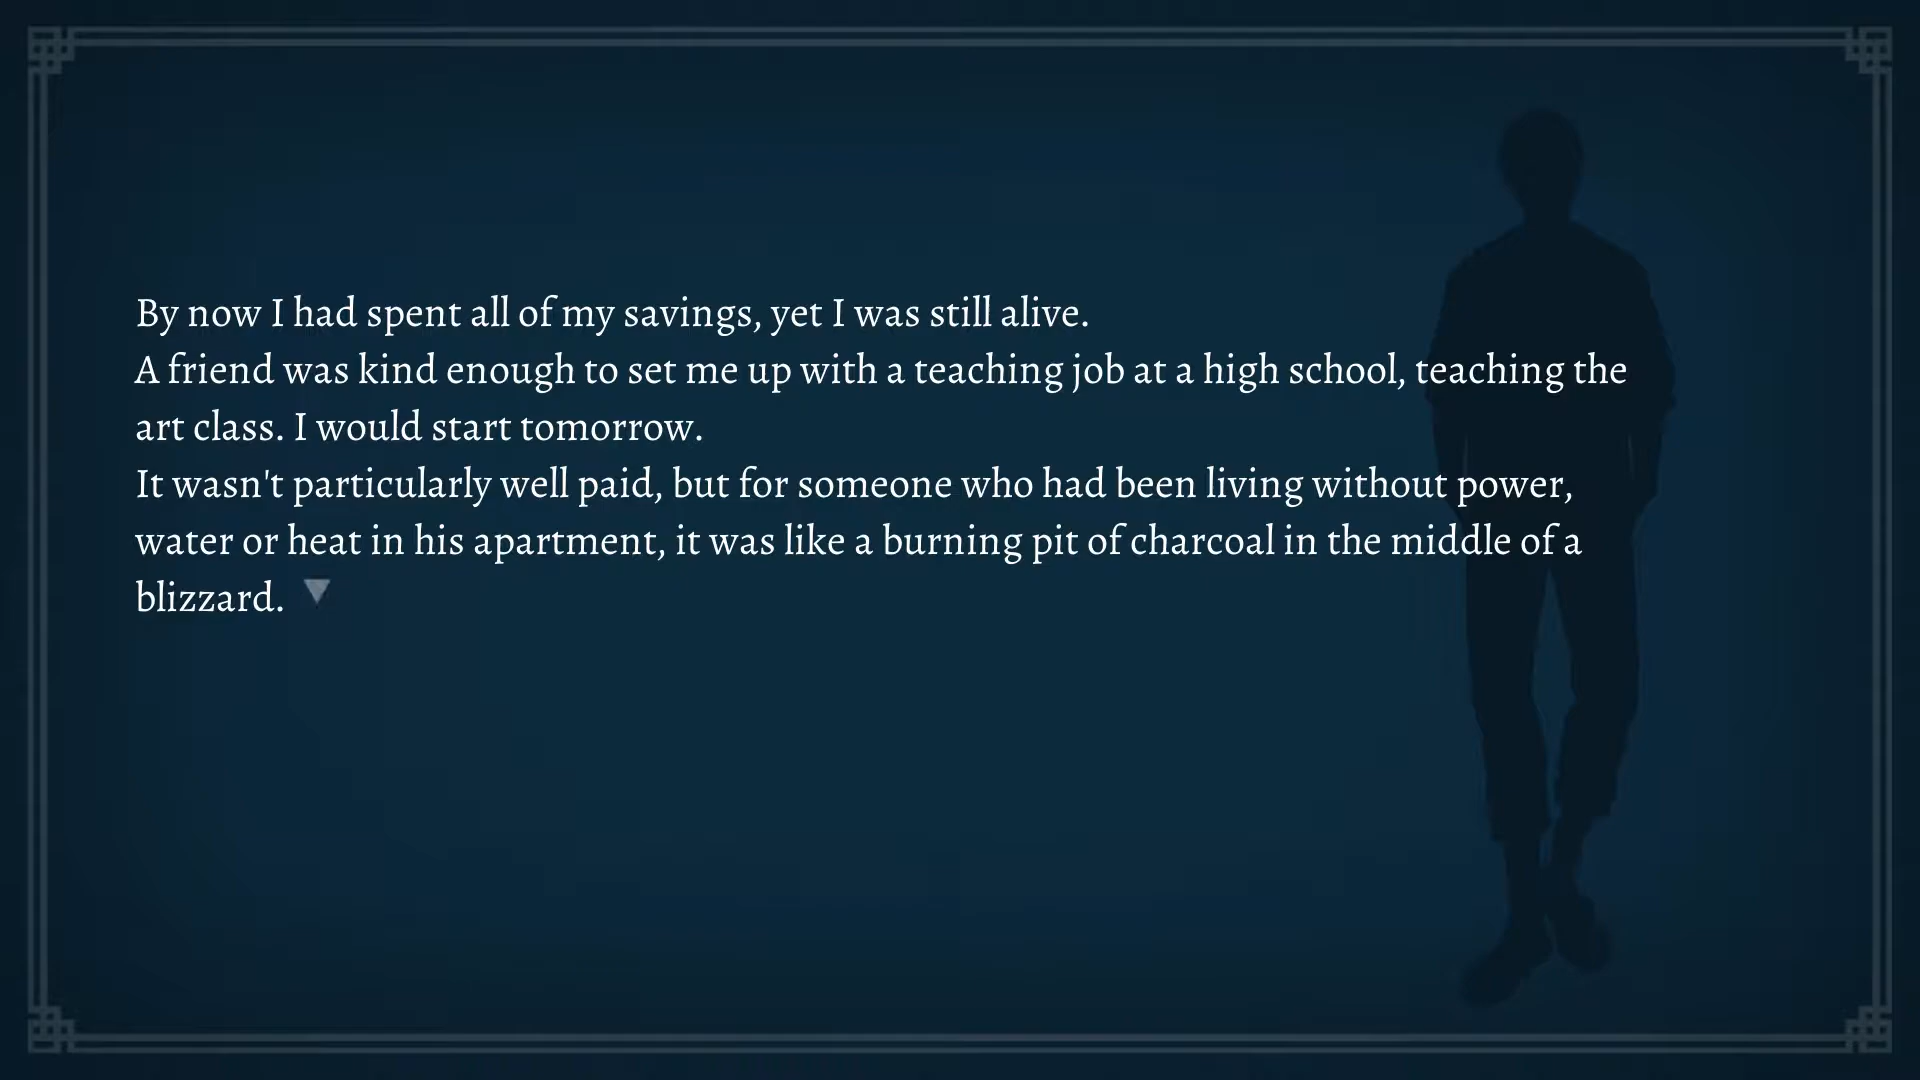 By now I had spent all of my savings, yet I was still alive.
A friend was kind enough to set me up with a teaching job at a high school, teaching the
art class. I would start tomorrow.
It wasn't particularly well paid, but for someone who had been living without power,
water or heat in his apartment, it was like a burning pit of charcoal in the middle of a
blizzard.